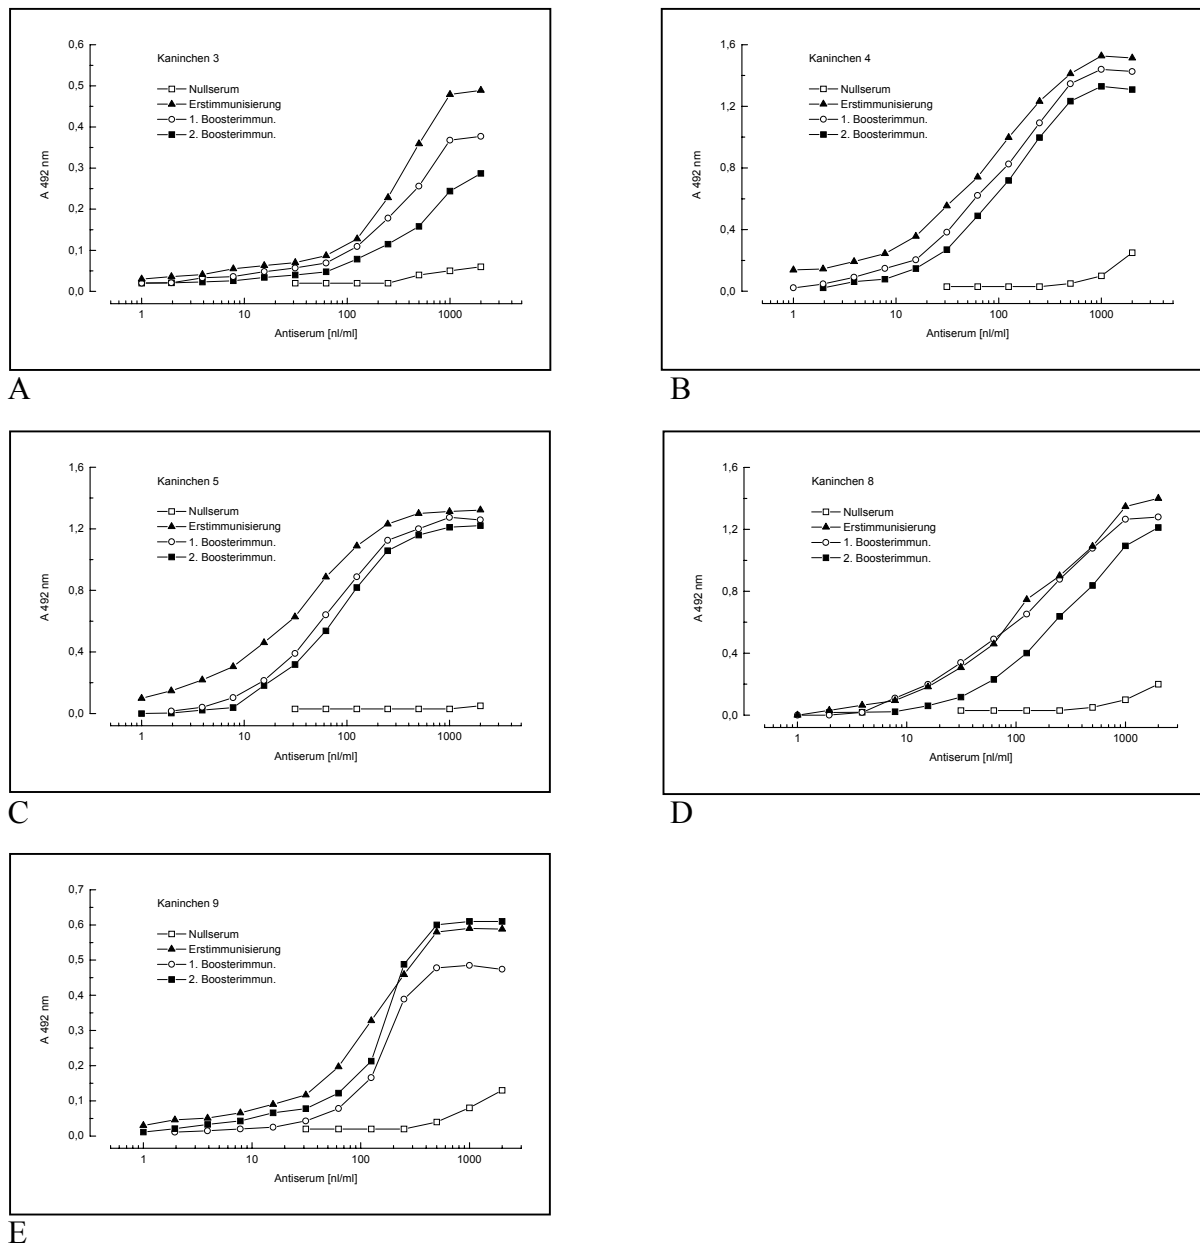 0,6
0,5
0,4
0,3
0,2
0,1
0,0
A 492 nm
Kaninchen 3
Nullserum
Erstimmunisierung
1. Boosterimmun.
2. Boosterimmun.
1 10 100 1000
Antiserum [nl/ml]
A
1,6
1,2
0,8
0,4
0,0
A 492 nm
Kaninchen 4
Nullserum
Erstimmunisierung
1. Boosterimmun.
2. Boosterimmun.
1 10 100 1000
Antiserum [nl/ml]
B
1,6
1,2
0,8
0,4
0,0
A 492 nm
Kaninchen 5
Nullserum
Erstimmunisierung
1. Boosterimmun.
2. Boosterimmun.
1 10 100 1000
Antiserum [nl/ml]
C
1,6
1,2
0,8
0,4
0,0
A 492 nm
Kaninchen 8
Nullserum
Erstimmunisierung
1. Boosterimmun.
2. Boosterimmun.
1 10 100 1000
Antiserum [nl/ml]
D
0,7
0,6
0,5
0,4
0,3
0,2
0,1
0,0
A 492 nm
Kaninchen 9
Nullserum
Erstimmunisierung
1. Boosterimmun.
2. Boosterimmun.
1 10 100 1000
Antiserum [nl/ml]
E